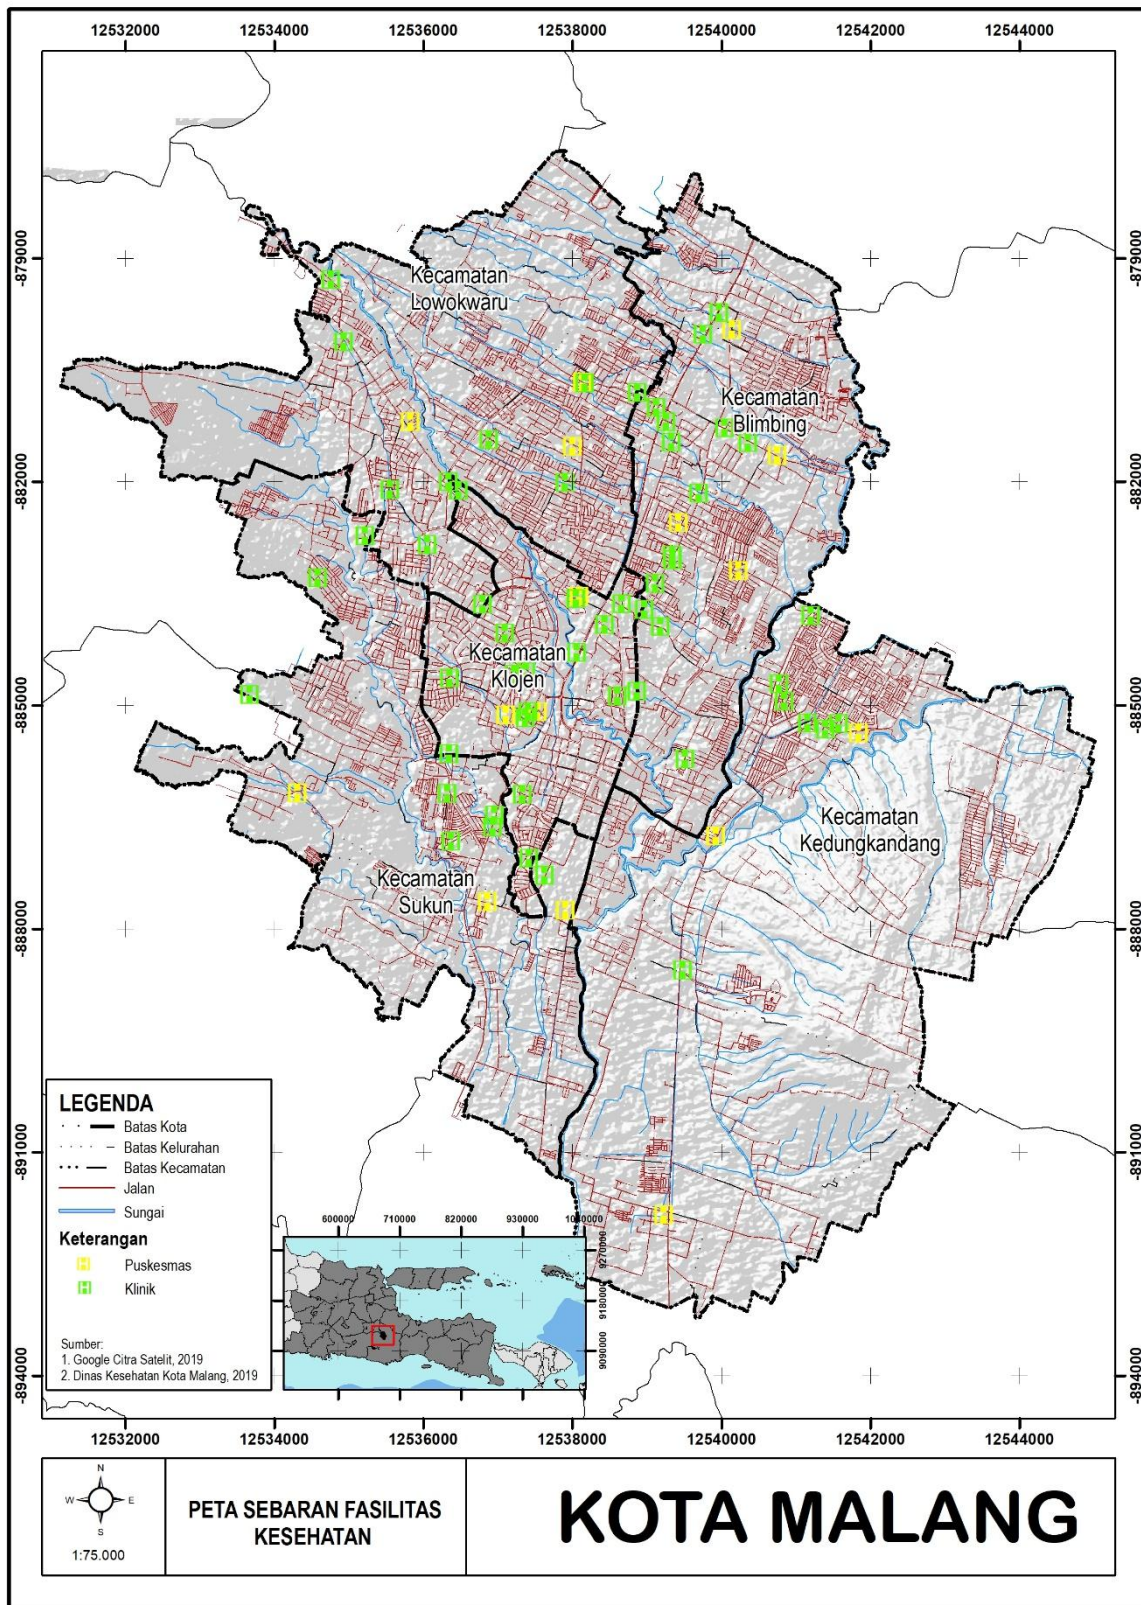 12532000 12534000 12536000 12538000 12540000 12542000 12544000
-879000
-882000
-885000
-888000
-891000
-894000
-879000
-882000
-885000
-888000
-891000
-894000
Kecamatan
Lowokwaru
Kecamatan
Blimbing
Kecamatan
Klojen
Kecamatan
Kedungkandang
Kecamatan
Sukun
LEGENDA
Batas Kota
Batas Kelurahan
Batas Kecamatan
Jalan
Sungai
Keterangan
H Puskesmas
H Klinik
Sumber:
1. Google Citra Satelit, 2019
2. Dinas Kesehatan Kota Malang, 2019
600000 710000 820000 930000 1040000
9270000
9180000
9090000
12532000 12534000 12536000 12538000 12540000 12542000 12544000
N
W E
S
1:75.000
PETA SEBARAN FASILITAS
KESEHATAN
KOTA MALANG